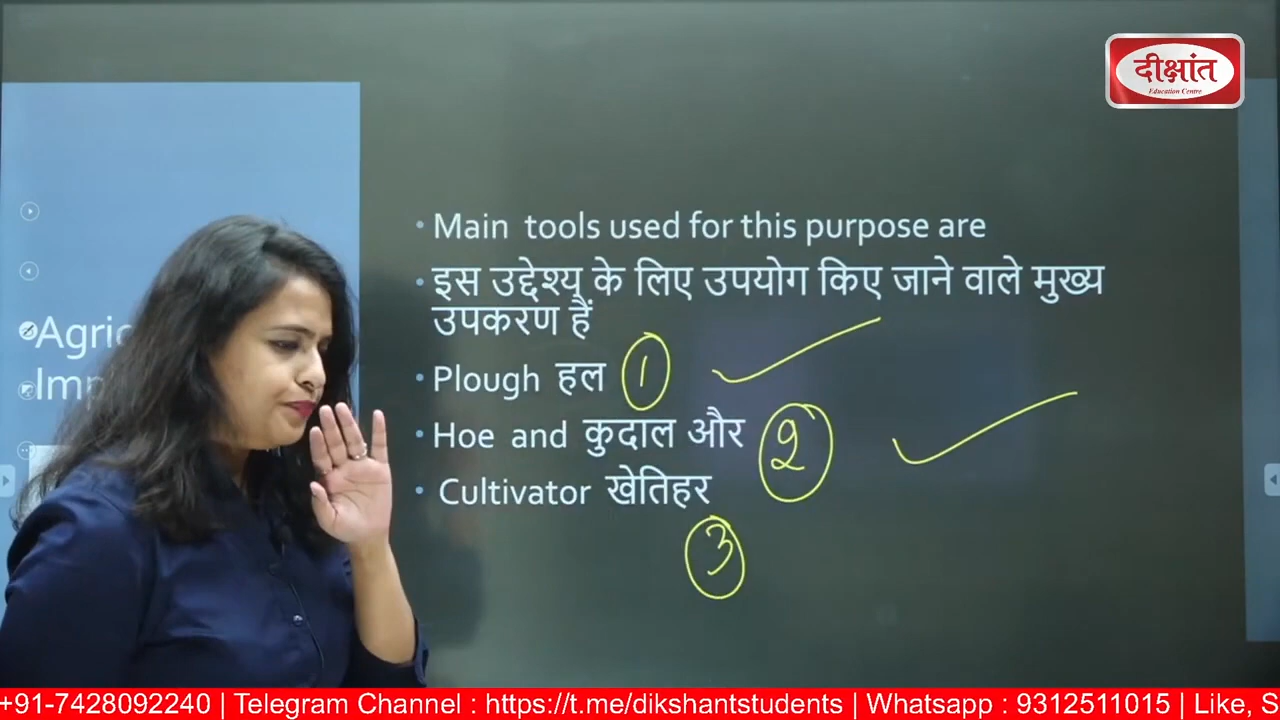 दीक्षांत
Education Centre
• Main tools used for this purpose are
• इस उद्देश्य के लिए उपयोग किए जाने वाले मुख्य
उपकरण हैं
• Plough हल 1
• Hoe and कुदाल और 2
• Cultivator खेतिहर
3
Agric
Im
+91-7428092240 | Telegram Channel : https://t.me/dikshantstudents | Whatsapp : 9312511015 | Like, S